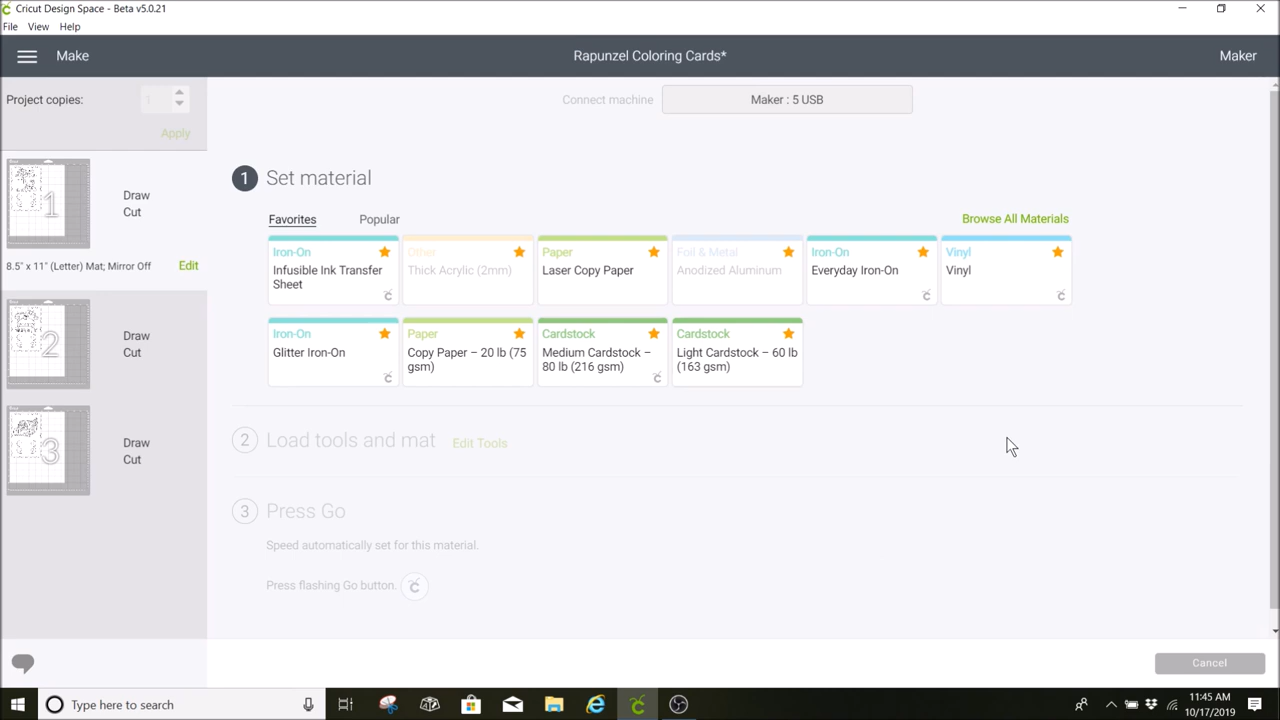 Cricut Design Space - Beta v5.0.21
File View Help
Make
Rapunzel Coloring Cards*
Maker
Project copies: 1
Apply
Connect machine
Maker : 5 USB
1
Draw
Cut
8.5" x 11" (Letter) Mat; Mirror Off
Edit
2
Draw
Cut
3
Draw
Cut
1 Set material
Favorites Popular
Browse All Materials
Iron-On
Infusible Ink Transfer
Sheet
Other
Thick Acrylic (2mm)
Paper
Laser Copy Paper
Foil & Metal
Anodized Aluminum
Iron-On
Everyday Iron-On
Vinyl
Vinyl
Iron-On
Glitter Iron-On
Paper
Copy Paper – 20 lb (75
gsm)
Cardstock
Medium Cardstock –
80 lb (216 gsm)
Cardstock
Light Cardstock – 60 lb
(163 gsm)
2 Load tools and mat Edit Tools
3 Press Go
Speed automatically set for this material.
Press flashing Go button.
Cancel
Type here to search
11:45 AM
10/17/2019